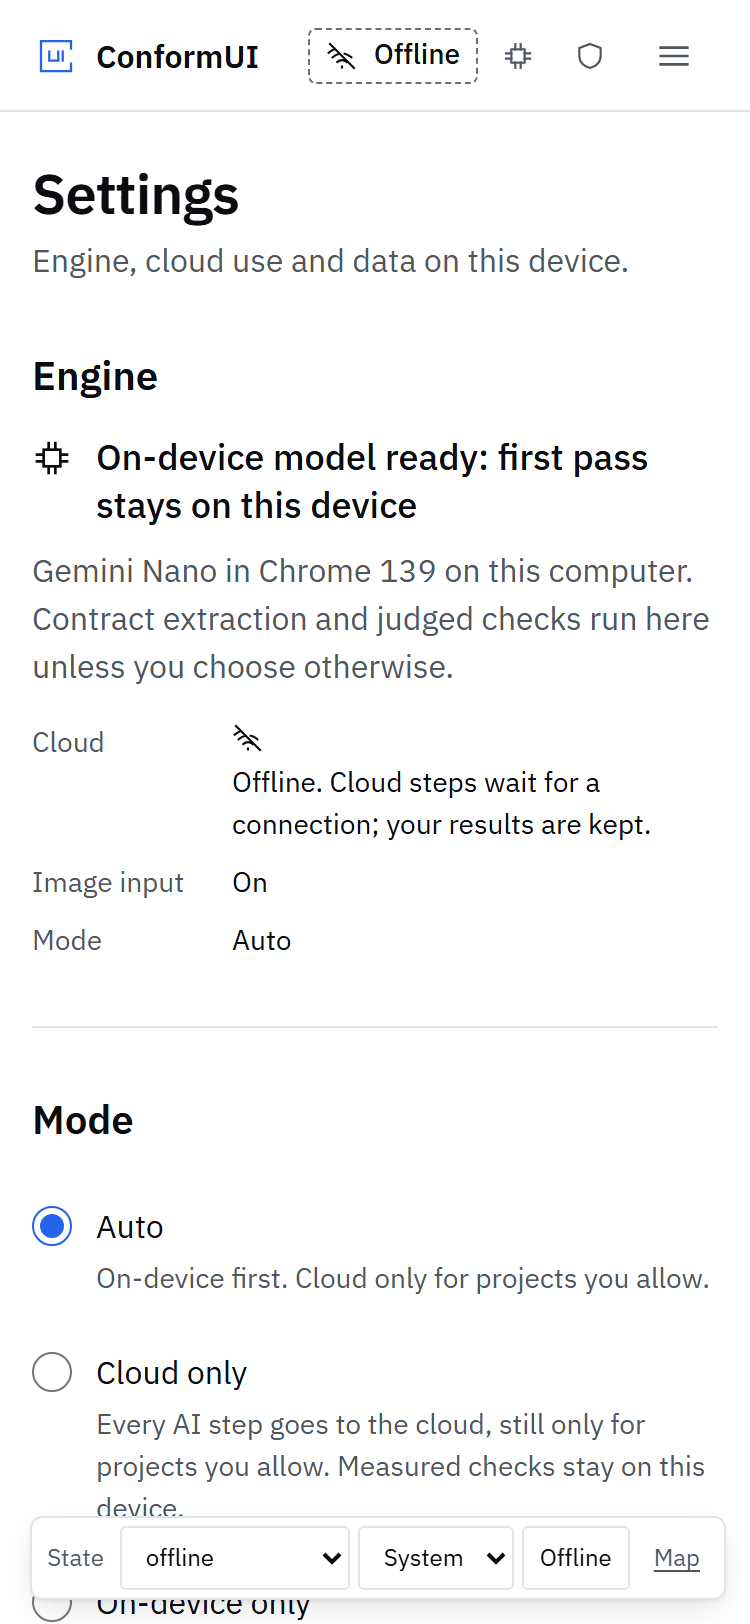 ConformUI
Offline
Settings
Engine, cloud use and data on this device.
Engine
On-device model ready: first pass
stays on this device
Gemini Nano in Chrome 139 on this computer.
Contract extraction and judged checks run here
unless you choose otherwise.
Cloud
Offline. Cloud steps wait for a
connection; your results are kept.
Image input On
Mode Auto
Mode
Auto
On-device first. Cloud only for projects you allow.
Cloud only
Every AI step goes to the cloud, still only for
projects you allow. Measured checks stay on this
device.
State offline System Offline Map
On-device only